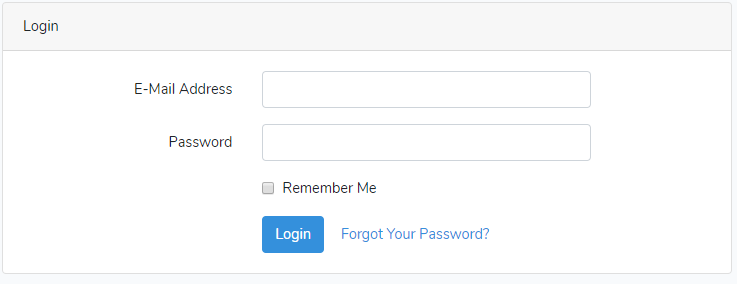 Login
E-Mail Address
Password
Remember Me
Login Forgot Your Password?